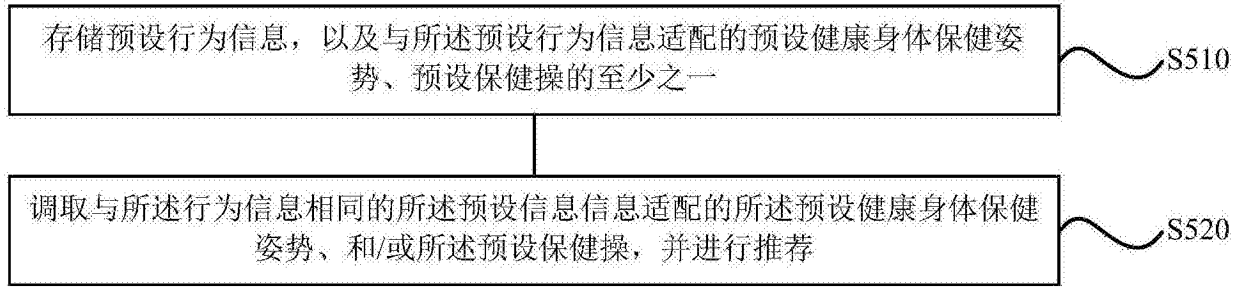 存储预设行为信息，以及与所述预设行为信息适配的预设健康身体保健姿
势、预设保健操的至少之一
S510
调取与所述行为信息相同的所述预设信息信息适配的所述预设健康身体保健
姿势、和/或所述预设保健操，并进行推荐
S520